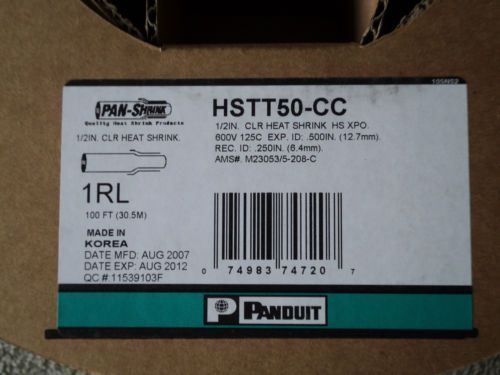 105N52
PAN-SHRINK
Quality Heat Shrink Products
1/2IN. CLR HEAT SHRINK.
1RL
100 FT (30.5M)
MADE IN
KOREA
DATE MFD: AUG 2007
DATE EXP: AUG 2012
QC #:11539103F
HSTT50-CC
1/2IN. CLR HEAT SHRINK HS XPO.
600V 125C EXP. ID: .500IN. (12.7mm).
REC. ID: .250IN. (6.4mm).
AMS#. M23053/5-208-C
0 74983 74720 7
P PANDUIT